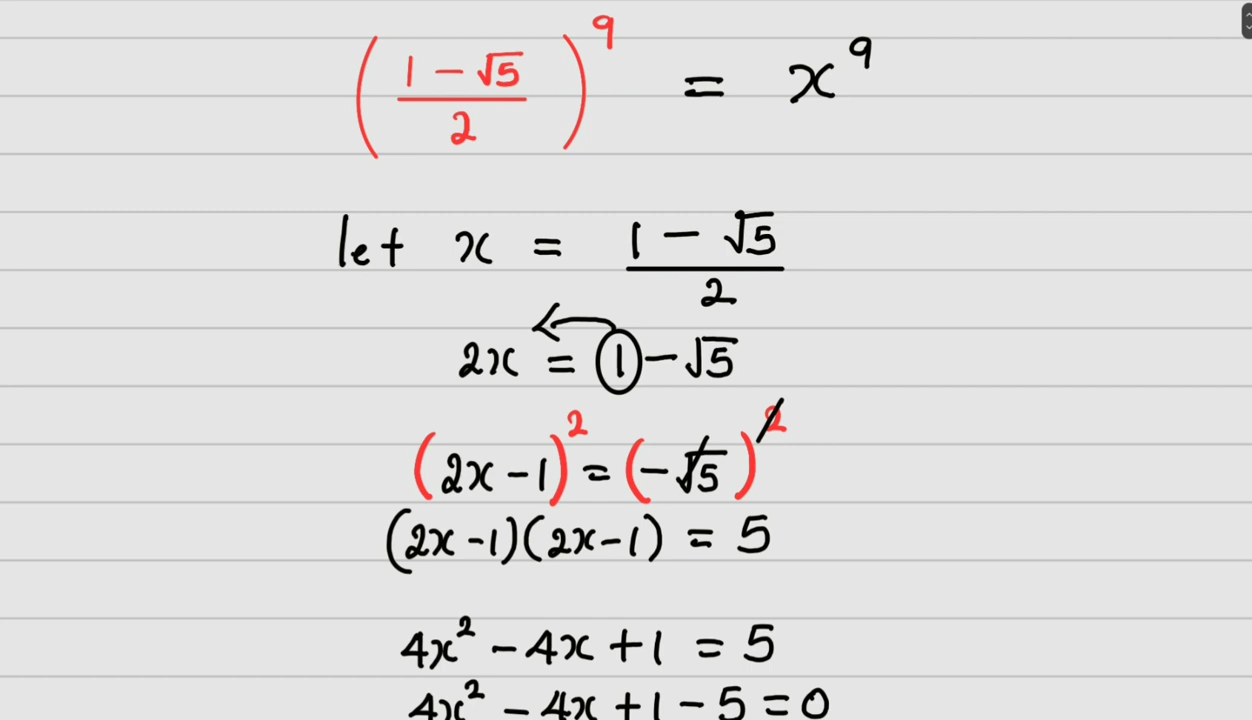 ((1 - √5)/2)^9 = x^9
let x = (1 - √5)/2
2x = 1 - √5
(2x - 1)^2 = (-√5)^2
(2x - 1)(2x - 1) = 5
4x^2 - 4x + 1 = 5
4x^2 - 4x + 1 - 5 = 0